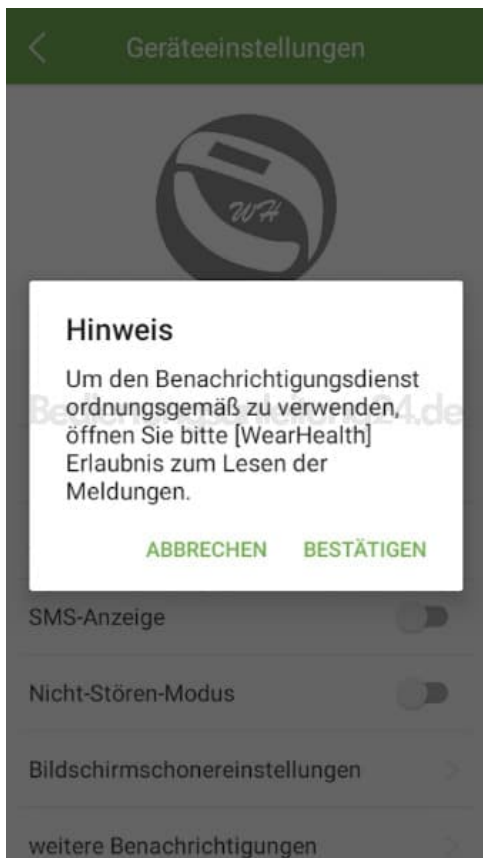 Geräteeinstellungen
WH
Hinweis
Um den Benachrichtigungsdienst
ordnungsgemäß zu verwenden,
öffnen Sie bitte [WearHealth]
Erlaubnis zum Lesen der
Meldungen.
ABBRECHEN BESTÄTIGEN
SMS-Anzeige
Nicht-Stören-Modus
Bildschirmschonereinstellungen
weitere Benachrichtigungen